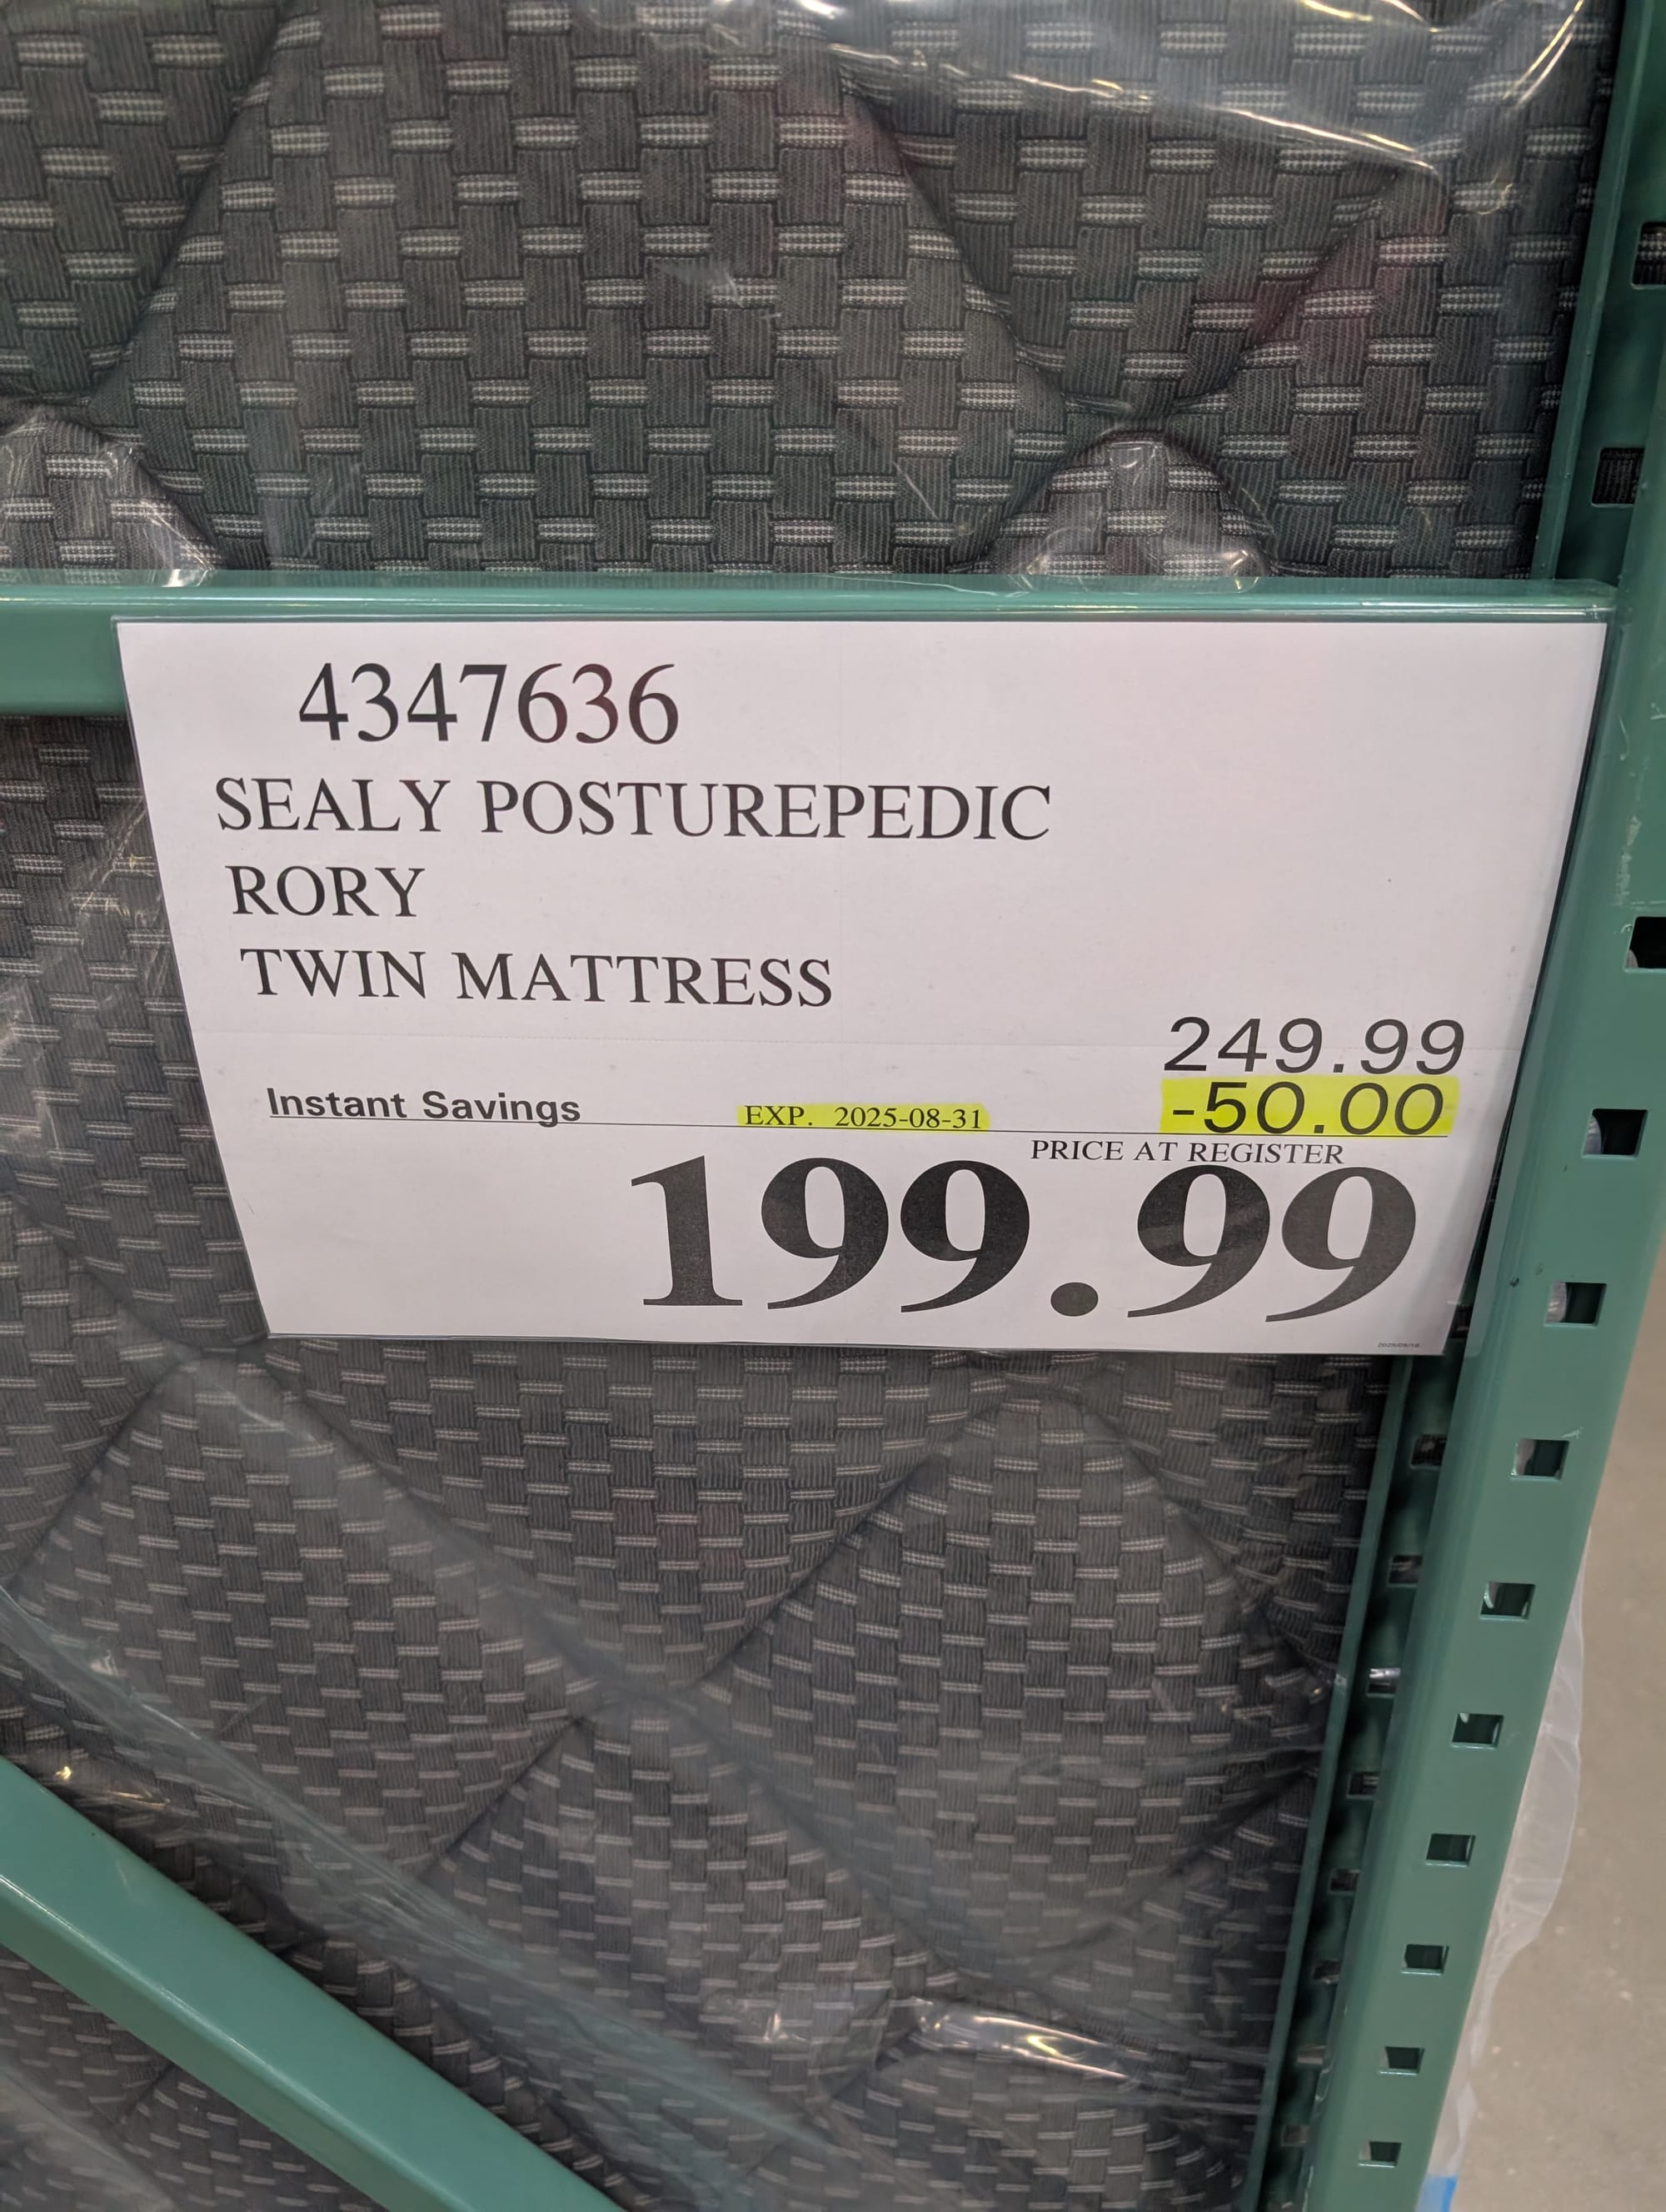 4347636
SEALY POSTUREPEDIC
RORY
TWIN MATTRESS
249.99
Instant Savings EXP. 2025-08-31 -50.00
PRICE AT REGISTER
199.99